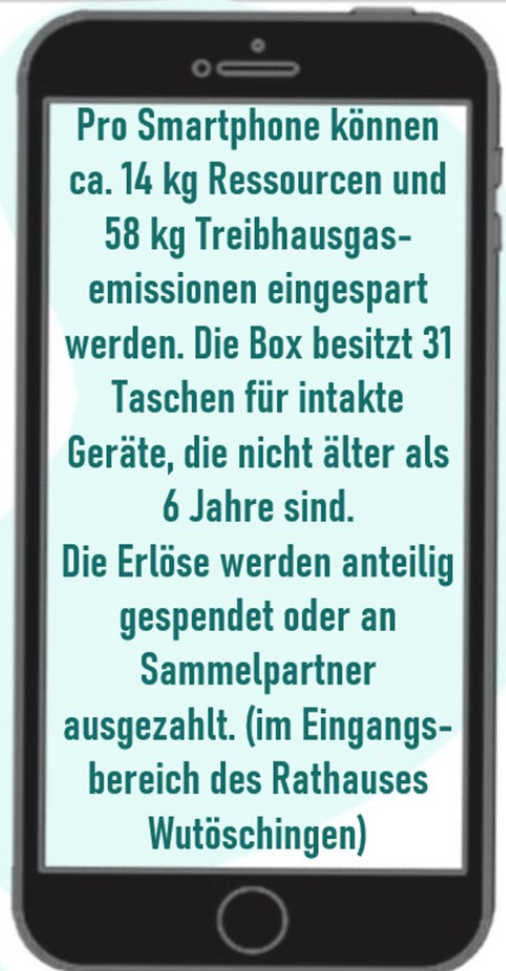 Pro Smartphone können
ca. 14 kg Ressourcen und
58 kg Treibhausgas-
emissionen eingespart
werden. Die Box besitzt 31
Taschen für intakte
Geräte, die nicht älter als
6 Jahre sind.
Die Erlöse werden anteilig
gespendet oder an
Sammelpartner
ausgezahlt. (im Eingangs-
bereich des Rathauses
Wutöschingen)